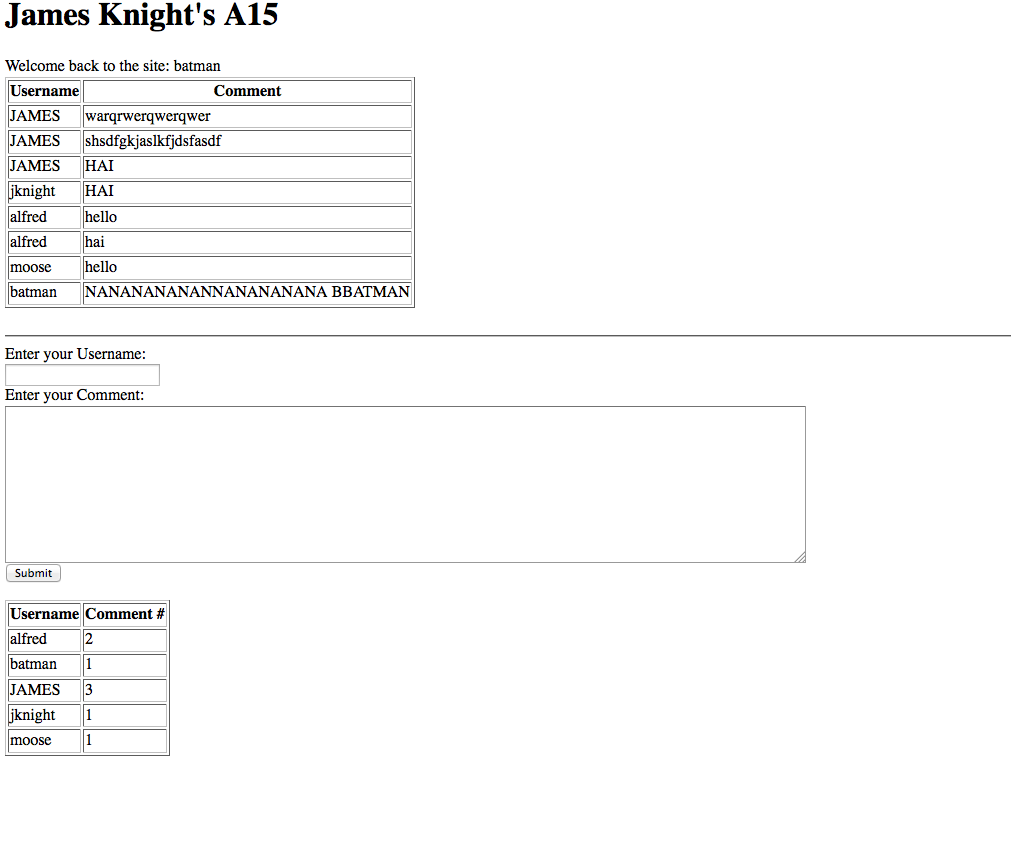 James Knight's A15
Welcome back to the site: batman
Username Comment
JAMES warqrwerqwerqwer
JAMES shsdfgkjaslkfjdsfasdf
JAMES HAI
jknight HAI
alfred hello
alfred hai
moose hello
batman NANANANANANNANANANANA BBATMAN
Enter your Username:
Enter your Comment:
Submit
Username Comment #
alfred 2
batman 1
JAMES 3
jknight 1
moose 1